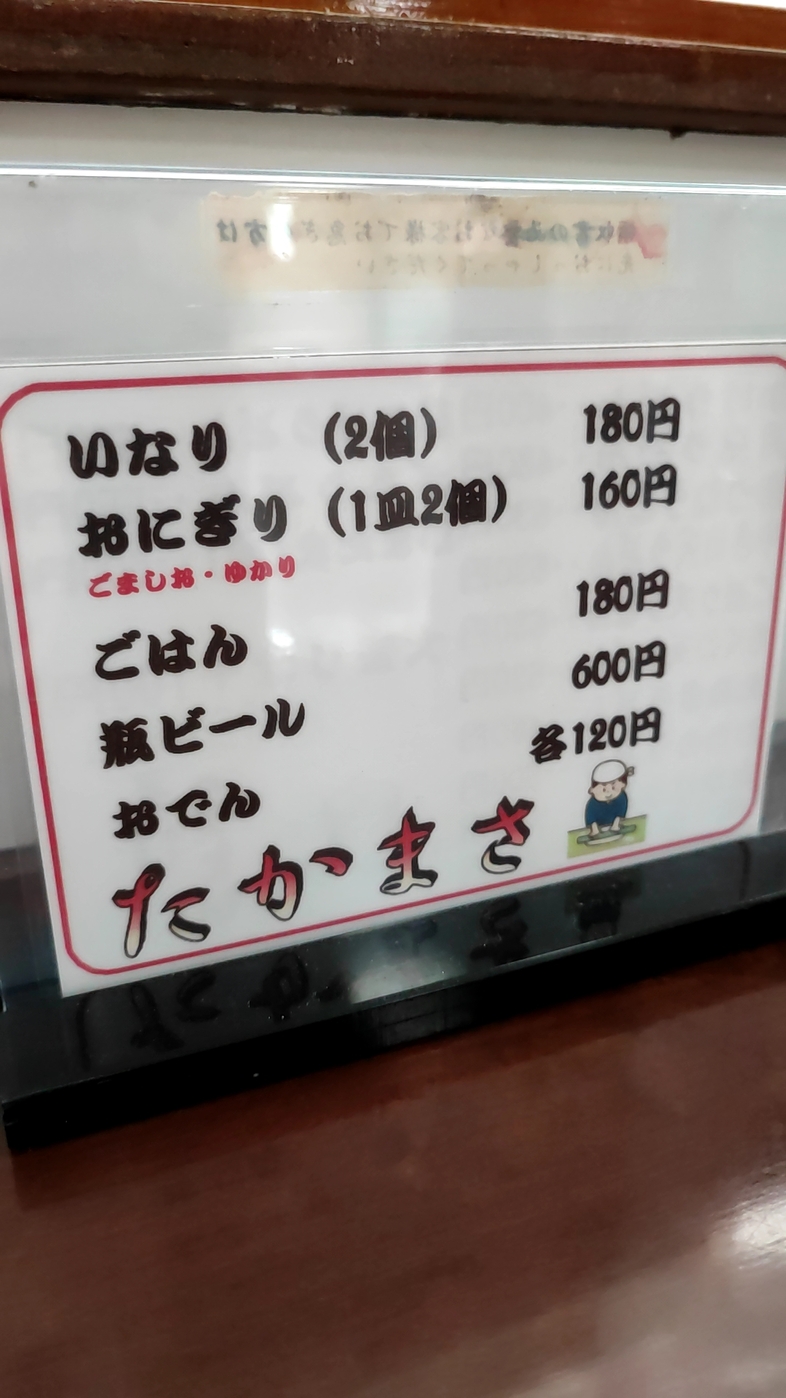 いなり (2個) 180円
おにぎり (1皿2個) 160円
ごましお・ゆかり
ごはん 180円
瓶ビール 600円
おでん 各120円
たかまさ